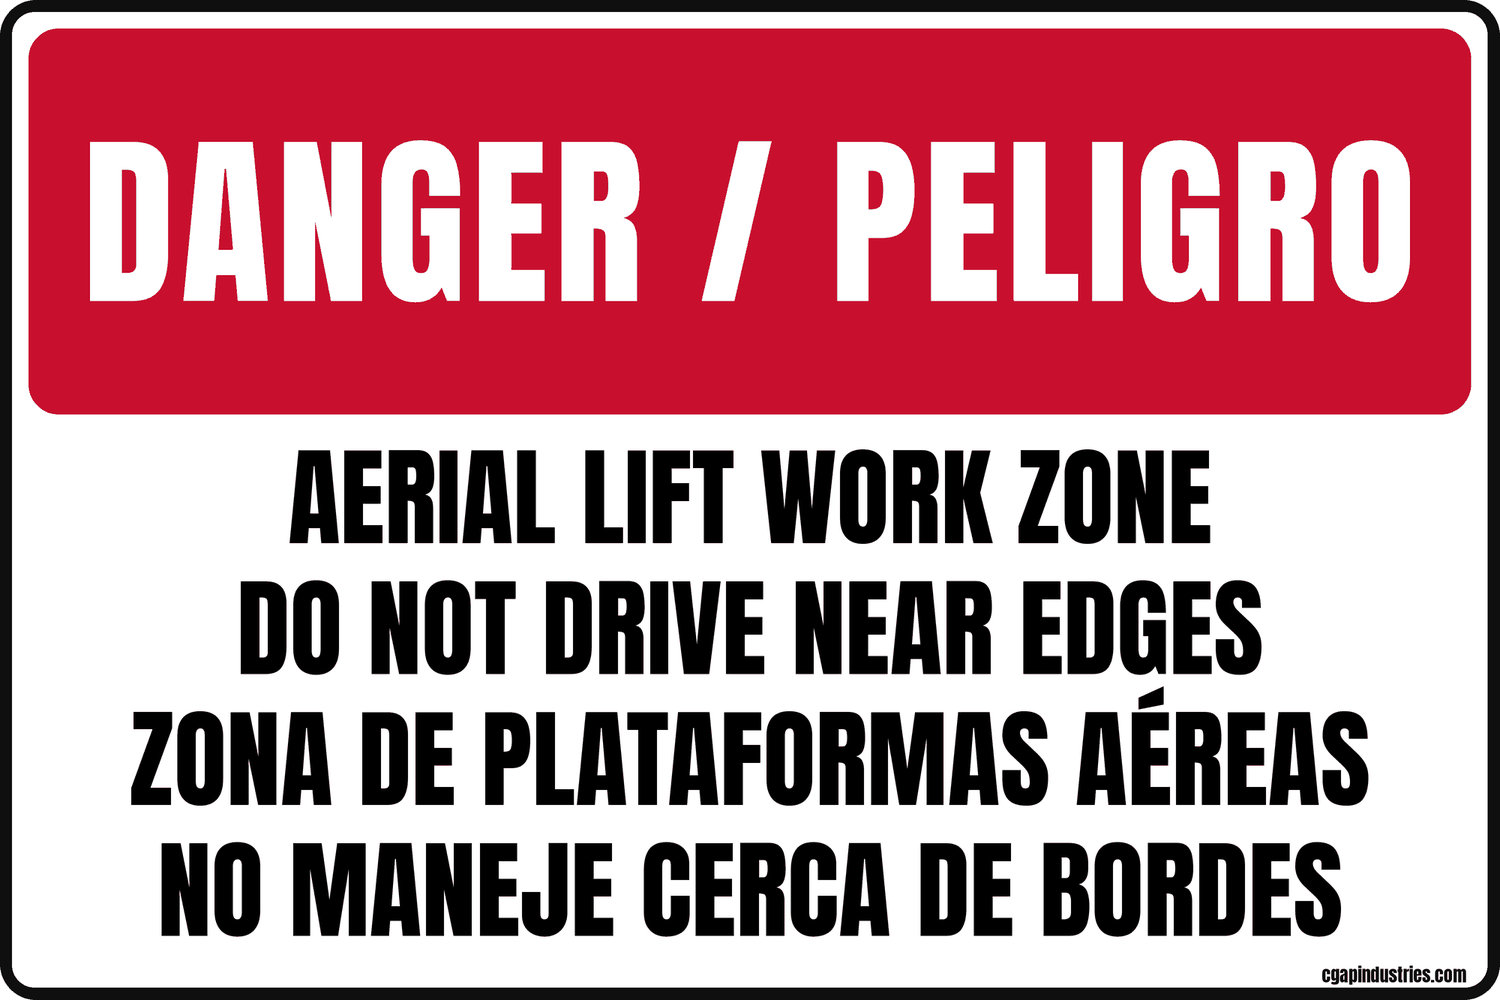 DANGER / PELIGRO
AERIAL LIFT WORK ZONE
DO NOT DRIVE NEAR EDGES
ZONA DE PLATAFORMAS AÉREAS
NO MANEJE CERCA DE BORDES
cgapindustries.com